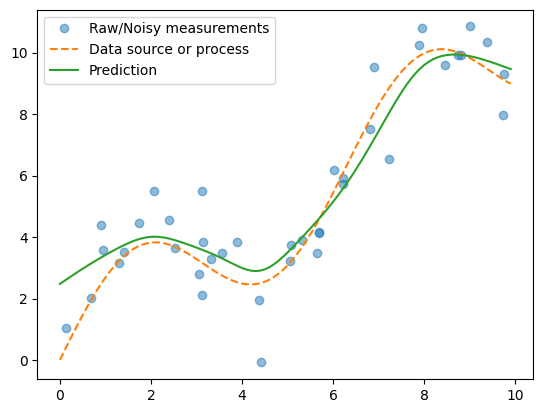 Raw/Noisy measurements
Data source or process
Prediction
10
8
6
4
2
0
0 2 4 6 8 10